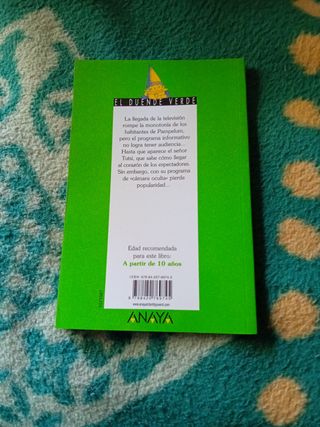 EL DUENDE VERDE
La llegada de la televisión
rompe la monotonía de los
habitantes de Pampelum,
pero el programa informativo
no logra tener audiencia...
Hasta que aparece el señor
Totsi, que sabe cómo llegar
al corazón de los espectadores.
Sin embargo, con su programa
de «cámara oculta» pierde
popularidad...
Edad recomendada
para este libro:
A partir de 10 años
ANAYA